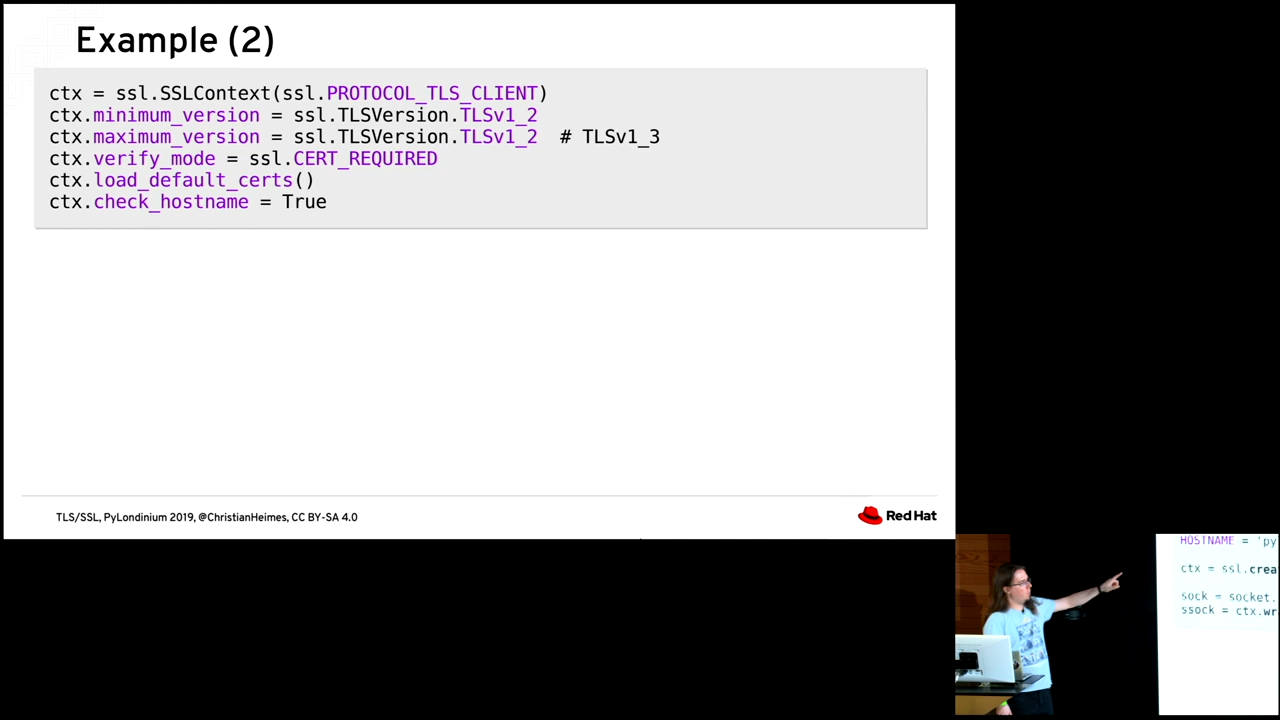 Example (2)
ctx = ssl.SSLContext(ssl.PROTOCOL_TLS_CLIENT)
ctx.minimum_version = ssl.TLSVersion.TLSv1_2
ctx.maximum_version = ssl.TLSVersion.TLSv1_2  # TLSv1_3
ctx.verify_mode = ssl.CERT_REQUIRED
ctx.load_default_certs()
ctx.check_hostname = True
TLS/SSL, PyLondinium 2019, @ChristianHeimes, CC BY-SA 4.0
Red Hat
HOSTNAME = 'py
ctx = ssl.crea
sock = socket.
ssock = ctx.wr